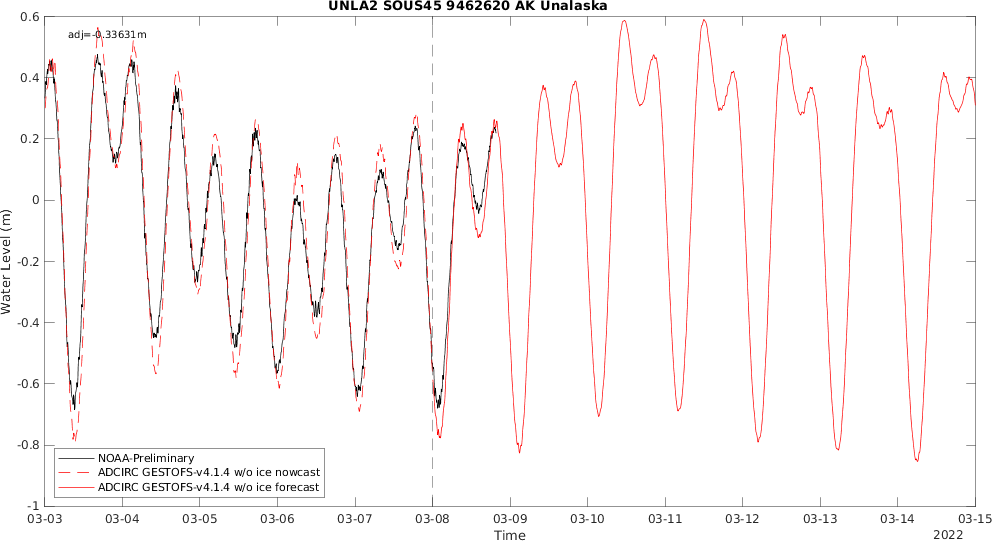 UNLA2 SOUS45 9462620 AK Unalaska
adj=-0.33631m
0.6
0.4
0.2
0
-0.2
-0.4
-0.6
-0.8
-1
Water Level (m)
NOAA-Preliminary
ADCIRC GESTOFS-v4.1.4 w/o ice nowcast
ADCIRC GESTOFS-v4.1.4 w/o ice forecast
03-03 03-04 03-05 03-06 03-07 03-08 03-09 03-10 03-11 03-12 03-13 03-14 03-15
Time
2022